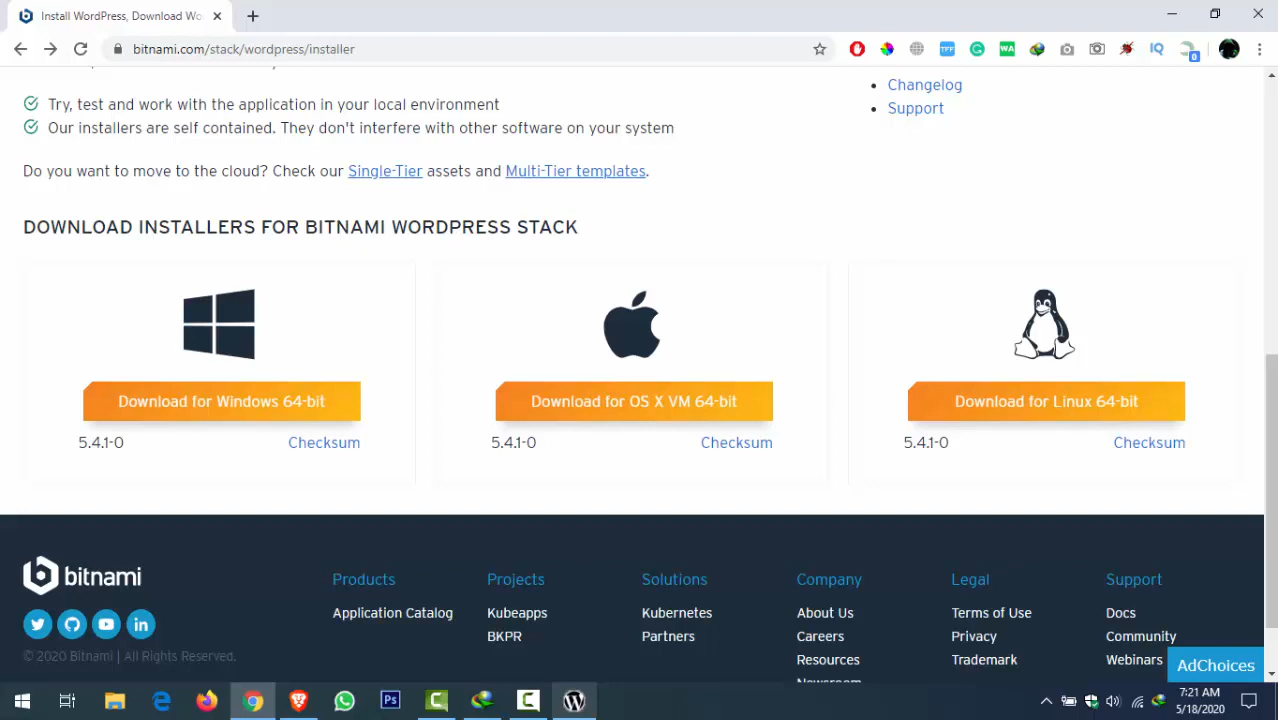 Install WordPress, Download Wo
bitnami.com/stack/wordpress/installer
Try, test and work with the application in your local environment
Our installers are self contained. They don't interfere with other software on your system
Do you want to move to the cloud? Check our Single-Tier assets and Multi-Tier templates.
Changelog
Support
DOWNLOAD INSTALLERS FOR BITNAMI WORDPRESS STACK
Download for Windows 64-bit
5.4.1-0 Checksum
Download for OS X VM 64-bit
5.4.1-0 Checksum
Download for Linux 64-bit
5.4.1-0 Checksum
bitnami
© 2020 Bitnami | All Rights Reserved.
Products
Application Catalog
Projects
Kubeapps
BKPR
Solutions
Kubernetes
Partners
Company
About Us
Careers
Resources
Newsroom
Legal
Terms of Use
Privacy
Trademark
Support
Docs
Community
Webinars
AdChoices
7:21 AM
5/18/2020